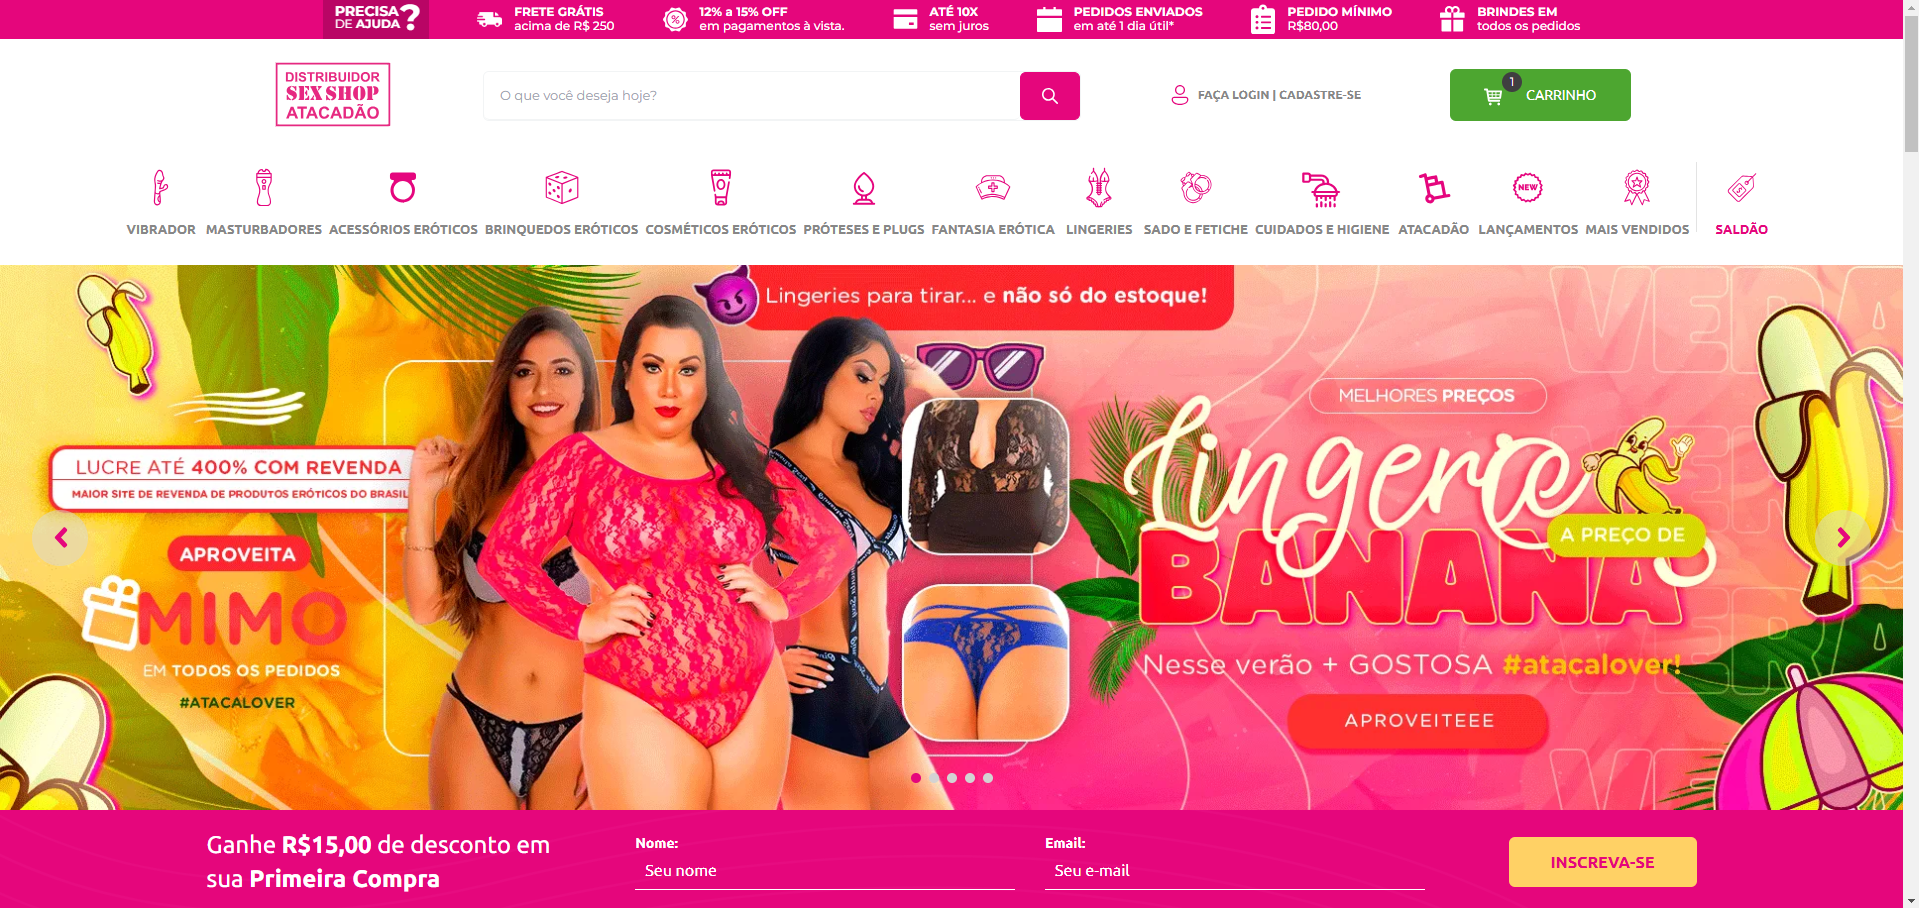 PRECISA DE AJUDA ?
FRETE GRÁTIS
acima de R$ 250
12% a 15% OFF
em pagamentos à vista.
ATÉ 10X
sem juros
PEDIDOS ENVIADOS
em até 1 dia útil*
PEDIDO MÍNIMO
R$80,00
BRINDES EM
todos os pedidos
DISTRIBUIDOR
SEX SHOP
ATACADÃO
O que você deseja hoje?
FAÇA LOGIN | CADASTRE-SE
1
CARRINHO
NEW
VIBRADOR
MASTURBADORES
ACESSÓRIOS ERÓTICOS
BRINQUEDOS ERÓTICOS
COSMÉTICOS ERÓTICOS
PRÓTESES E PLUGS
FANTASIA ERÓTICA
LINGERIES
SADO E FETICHE
CUIDADOS E HIGIENE
ATACADÃO
LANÇAMENTOS
MAIS VENDIDOS
SALDÃO
Lingeries para tirar... e não só do estoque!
LUCRE ATÉ 400% COM REVENDA
MAIOR SITE DE REVENDA DE PRODUTOS ERÓTICOS DO BRASIL
APROVEITA
MIMO
EM TODOS OS PEDIDOS
#ATACALOVER
MELHORES PREÇOS
Lingerie
A PREÇO DE
BANANA
Nesse verão + GOSTOSA #atacalover!
APROVEITEEE
Ganhe R$15,00 de desconto em
sua Primeira Compra
Nome:
Seu nome
Email:
Seu e-mail
INSCREVA-SE